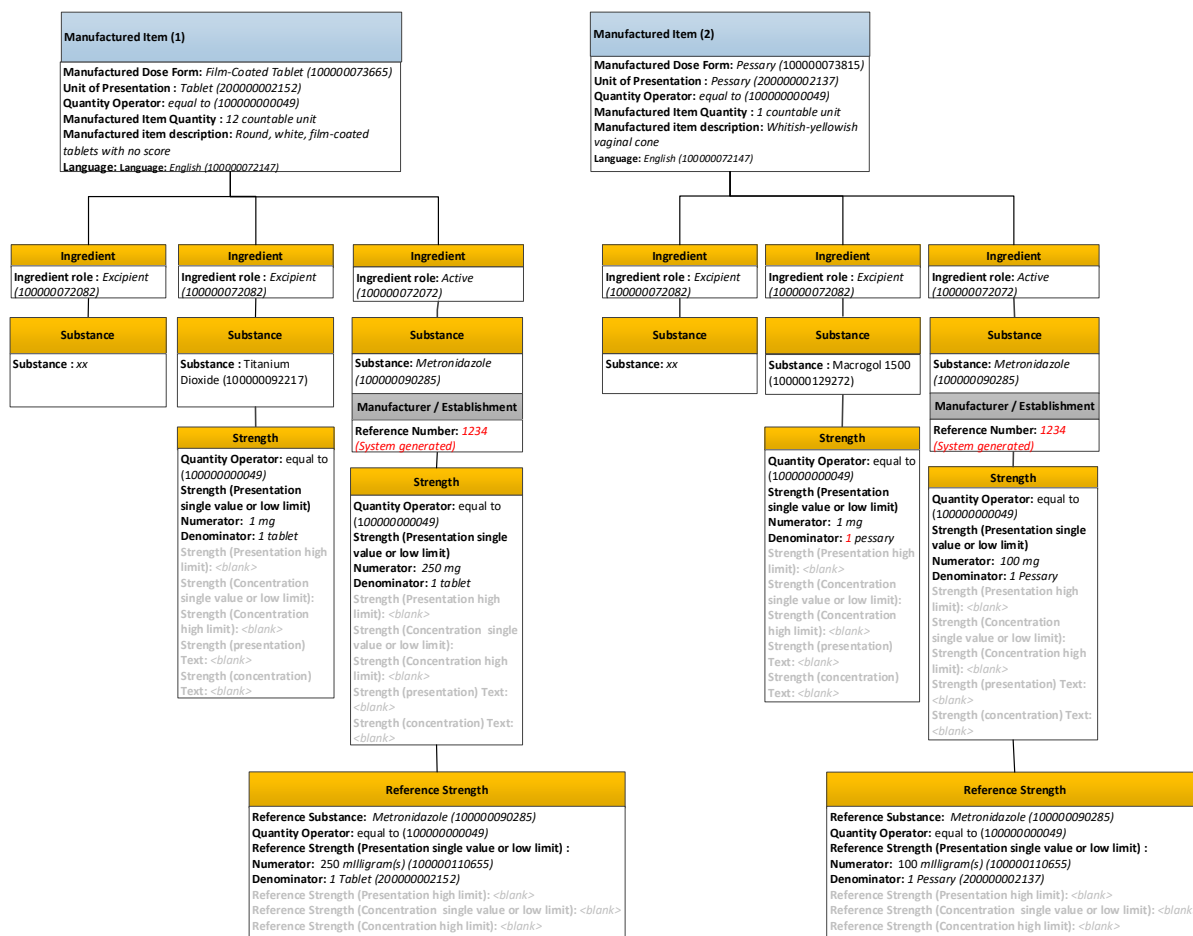 Manufactured Item (1)
Manufactured Dose Form: Film-Coated Tablet (100000073665)
Unit of Presentation : Tablet (200000002152)
Quantity Operator: equal to (100000000049)
Manufactured Item Quantity : 12 countable unit
Manufactured item description: Round, white, film-coated
tablets with no score
Language: Language: English (100000072147)
Ingredient
Ingredient role : Excipient
(100000072082)
Substance
Substance : xx
Ingredient
Ingredient role : Excipient
(100000072082)
Substance
Substance : Titanium
Dioxide (100000092217)
Strength
Quantity Operator: equal to
(100000000049)
Strength (Presentation
single value or low limit)
Numerator: 1 mg
Denominator: 1 tablet
Strength (Presentation high
limit): <blank>
Strength (Concentration
single value or low limit):
Strength (Concentration
high limit): <blank>
Strength (presentation)
Text: <blank>
Strength (concentration)
Text: <blank>
Ingredient
Ingredient role: Active
(100000072072)
Substance
Substance: Metronidazole
(100000090285)
Manufacturer / Establishment
Reference Number: 1234
(System generated)
Strength
Quantity Operator: equal to
(100000000049)
Strength (Presentation single
value or low limit)
Numerator: 250 mg
Denominator: 1 tablet
Strength (Presentation high
limit): <blank>
Strength (Concentration single
value or low limit):
Strength (Concentration high
limit): <blank>
Strength (presentation) Text:
<blank>
Strength (concentration) Text:
<blank>
Reference Strength
Reference Substance: Metronidazole (100000090285)
Quantity Operator: equal to (100000000049)
Reference Strength (Presentation single value or low limit) :
Numerator: 250 milligram(s) (100000110655)
Denominator: 1 Tablet (200000002152)
Reference Strength (Presentation high limit): <blank>
Reference Strength (Concentration single value or low limit): <blank>
Reference Strength (Concentration high limit): <blank>
Manufactured Item (2)
Manufactured Dose Form: Pessary (100000073815)
Unit of Presentation : Pessary (200000002137)
Quantity Operator: equal to (100000000049)
Manufactured Item Quantity : 1 countable unit
Manufactured item description: Whitish-yellowish
vaginal cone
Language: English (100000072147)
Ingredient
Ingredient role : Excipient
(100000072082)
Substance
Substance: xx
Ingredient
Ingredient role : Excipient
(100000072082)
Substance
Substance : Macrogol 1500
(100000129272)
Strength
Quantity Operator: equal to
(100000000049)
Strength (Presentation
single value or low limit)
Numerator: 1 mg
Denominator: 1 pessary
Strength (Presentation high
limit): <blank>
Strength (Concentration
single value or low limit):
Strength (Concentration
high limit): <blank>
Strength (presentation)
Text: <blank>
Strength (concentration)
Text: <blank>
Ingredient
Ingredient role: Active
(100000072072)
Substance
Substance: Metronidazole
(100000090285)
Manufacturer / Establishment
Reference Number: 1234
(System generated)
Strength
Quantity Operator: equal to
(100000000049)
Strength (Presentation single
value or low limit)
Numerator: 100 mg
Denominator: 1 Pessary
Strength (Presentation high
limit): <blank>
Strength (Concentration
single value or low limit):
Strength (Concentration high
limit): <blank>
Strength (presentation) Text:
<blank>
Strength (concentration) Text:
<blank>
Reference Strength
Reference Substance: Metronidazole (100000090285)
Quantity Operator: equal to (100000000049)
Reference Strength (Presentation single value or low limit) :
Numerator: 100 milligram(s) (100000110655)
Denominator: 1 Pessary (200000002137)
Reference Strength (Presentation high limit): <blank>
Reference Strength (Concentration single value or low limit): <blank
Reference Strength (Concentration high limit): <blank>